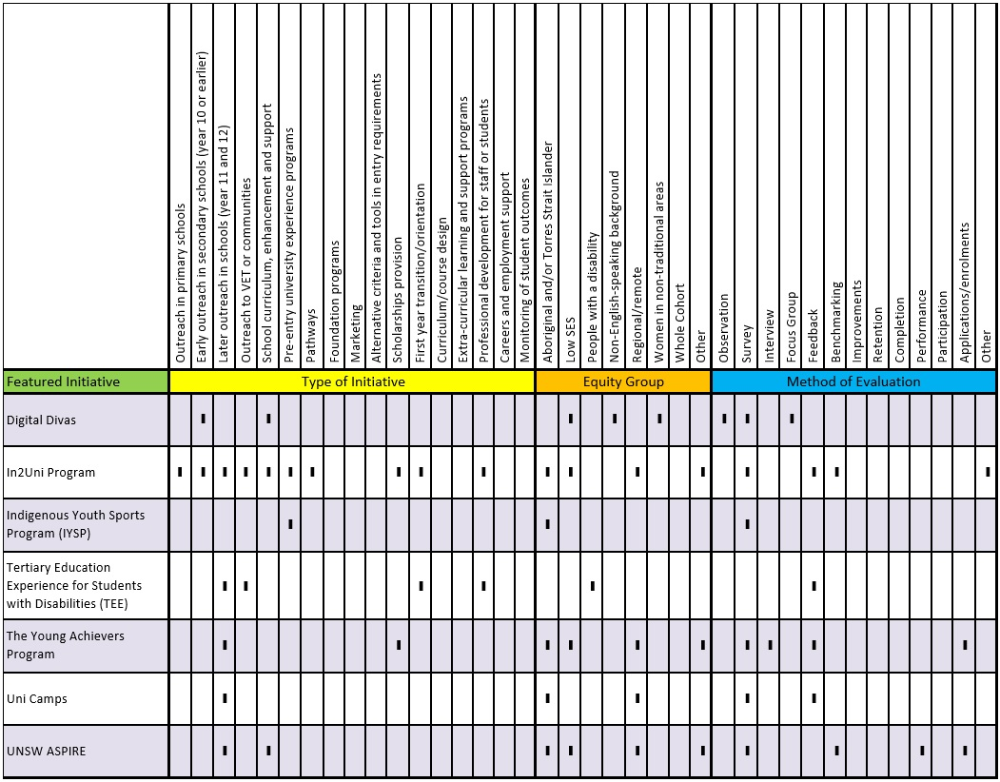 Outreach in primary schools
Early outreach in secondary schools (year 10 or earlier)
Later outreach in schools (year 11 and 12)
Outreach to VET or communities
School curriculum, enhancement and support
Pre-entry university experience programs
Pathways
Foundation programs
Marketing
Alternative criteria and tools in entry requirements
Scholarships provision
First year transition/orientation
Curriculum/course design
Extra-curricular learning and support programs
Professional development for staff or students
Careers and employment support
Monitoring of student outcomes
Aboriginal and/or Torres Strait Islander
Low SES
People with a disability
Non-English-speaking background
Regional/remote
Women in non-traditional areas
Whole Cohort
Other
Observation
Survey
Interview
Focus Group
Feedback
Benchmarking
Improvements
Retention
Completion
Performance
Participation
Applications/enrolments
Other
Featured Initiative
Type of Initiative
Equity Group
Method of Evaluation
Digital Divas
In2Uni Program
Indigenous Youth Sports
Program (IYSP)
Tertiary Education
Experience for Students
with Disabilities (TEE)
The Young Achievers
Program
Uni Camps
UNSW ASPIRE